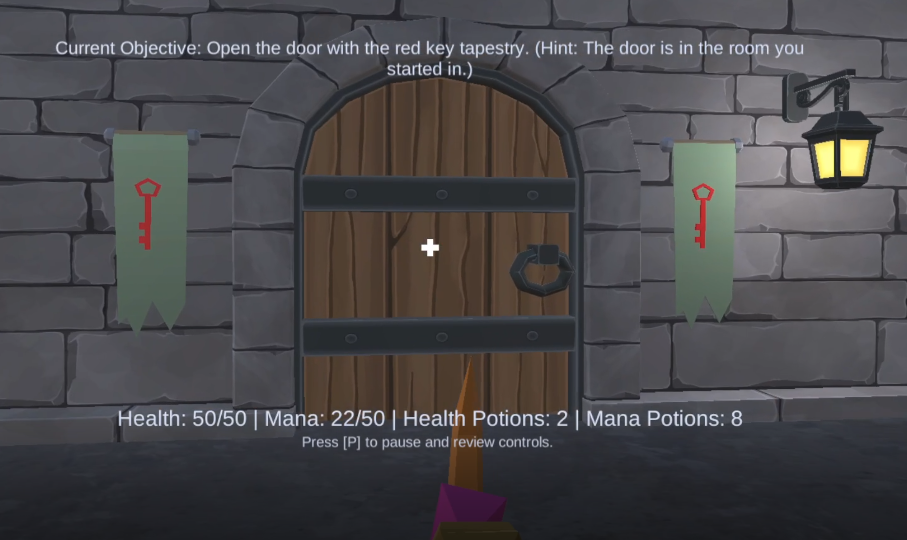 Current Objective: Open the door with the red key tapestry. (Hint: The door is in the room you
started in.)
Health: 50/50 | Mana: 22/50 | Health Potions: 2 | Mana Potions: 8
Press [P] to pause and review controls.